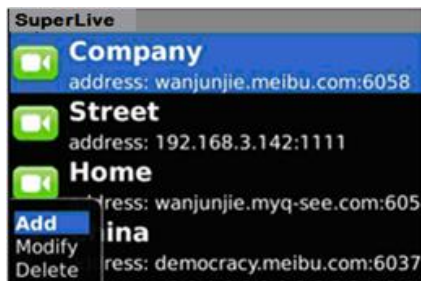 SuperLive
Company
address: wanjunjie.meibu.com:6058
Street
address: 192.168.3.142:1111
Home
ress: wanjunjie.myq-see.com:605
ina
ress: democracy.meibu.com:6037
Add
Modify
Delete